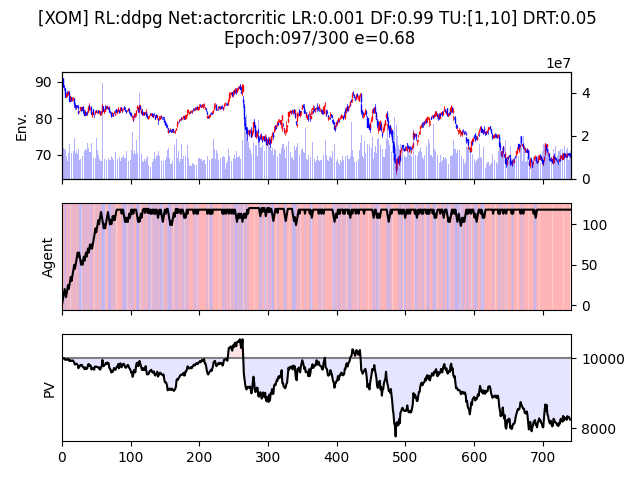 [XOM] RL:ddpg Net:actorcritic LR:0.001 DF:0.99 TU:[1,10] DRT:0.05
Epoch:097/300 e=0.68
1e7
90
80
70
Env.
4
2
0
Agent
100
50
0
PV
10000
8000
0 100 200 300 400 500 600 700